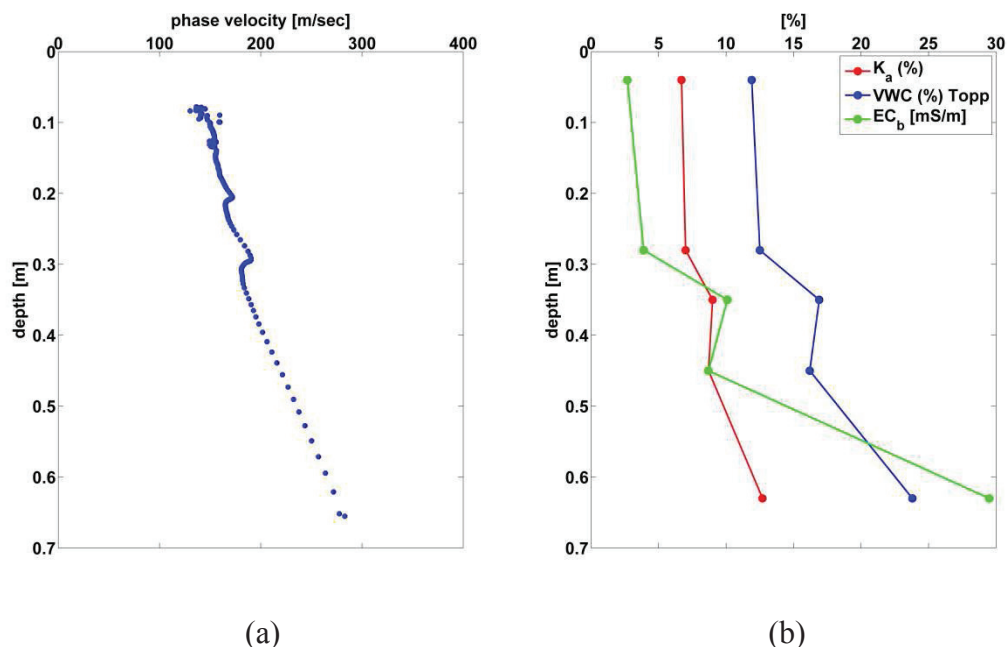 phase velocity [m/sec]
0 100 200 300 400
0
0.1
0.2
0.3
0.4
0.5
0.6
0.7
depth [m]
(a)
[%]
0 5 10 15 20 25 30
0
0.1
0.2
0.3
0.4
0.5
0.6
0.7
depth [m]
K_a (%)
VWC (%) Topp
EC_b [mS/m]
(b)